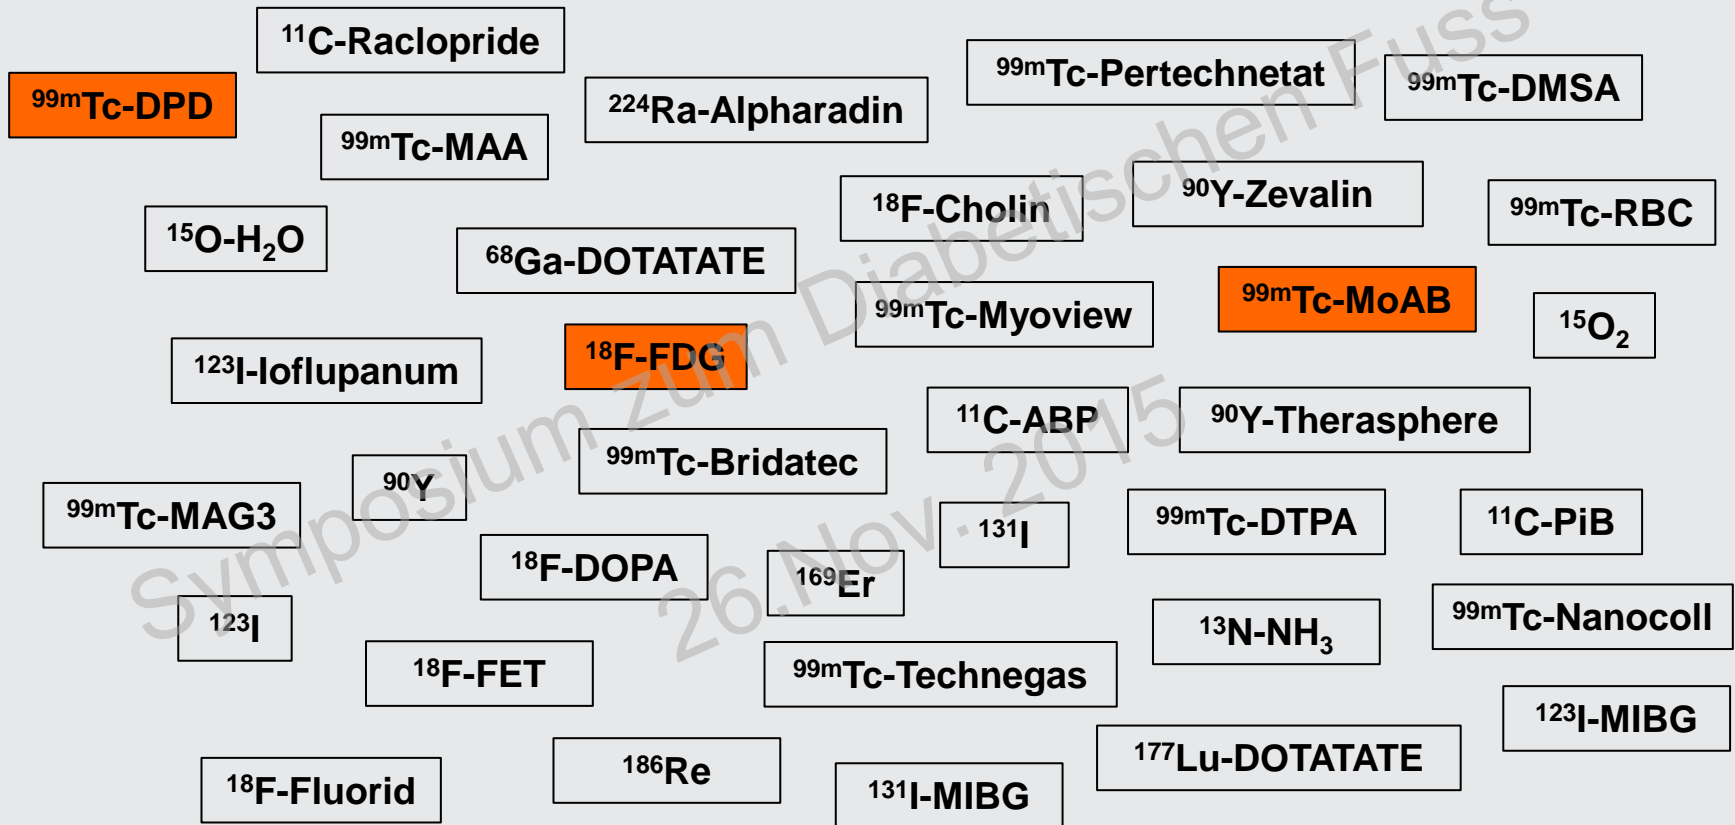 ¹¹C-Raclopride
⁹⁹ᵐTc-Pertechnetat
⁹⁹ᵐTc-DMSA
⁹⁹ᵐTc-DPD
²²⁴Ra-Alpharadin
⁹⁹ᵐTc-MAA
¹⁸F-Cholin
⁹⁰Y-Zevalin
⁹⁹ᵐTc-RBC
¹⁵O-H₂O
⁶⁸Ga-DOTATATE
⁹⁹ᵐTc-Myoview
⁹⁹ᵐTc-MoAB
¹⁵O₂
¹²³I-Ioflupanum
¹⁸F-FDG
¹¹C-ABP
⁹⁰Y-Therasphere
⁹⁹ᵐTc-Bridatec
⁹⁰Y
⁹⁹ᵐTc-MAG3
¹³¹I
⁹⁹ᵐTc-DTPA
¹¹C-PiB
¹⁸F-DOPA
¹⁶⁹Er
¹²³I
¹³N-NH₃
⁹⁹ᵐTc-Nanocoll
¹⁸F-FET
⁹⁹ᵐTc-Technegas
¹²³I-MIBG
¹⁸F-Fluorid
¹⁸⁶Re
¹³¹I-MIBG
¹⁷⁷Lu-DOTATATE
Symposium zum Diabetischen Fuss
26.Nov. 2015